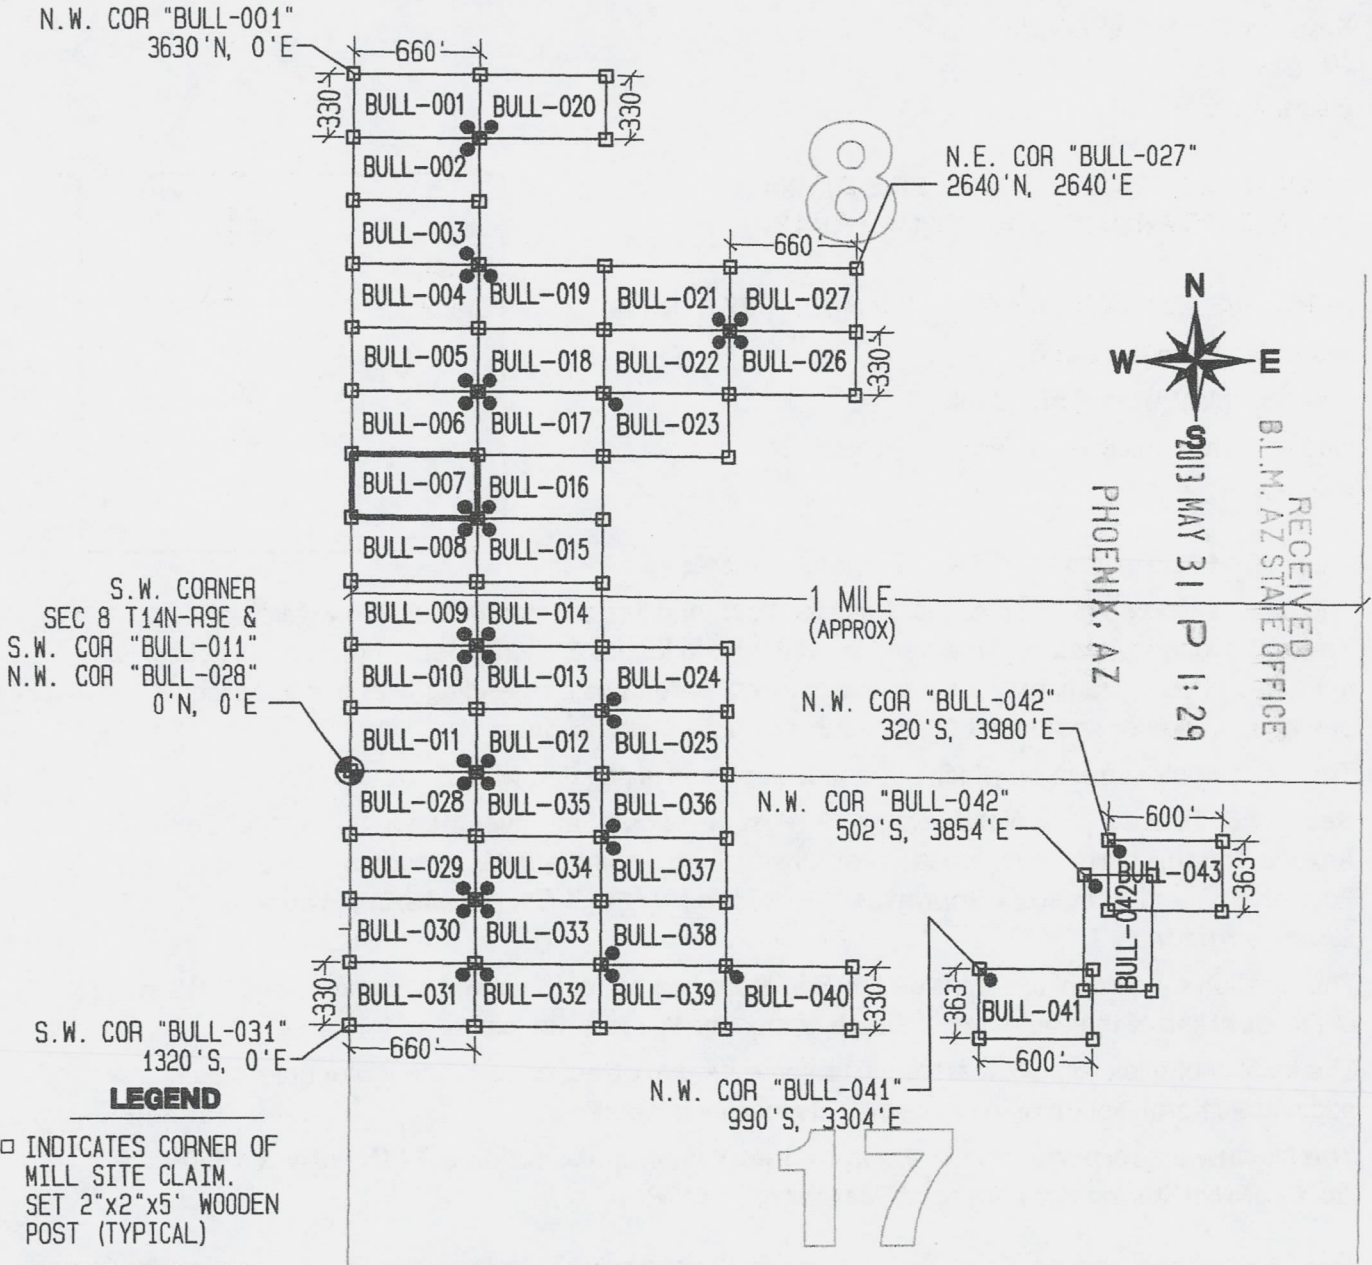 N.W. COR "BULL-001"
3630'N, 0'E
660'
330'
BULL-001
BULL-020
330'
BULL-002
8
N.E. COR "BULL-027"
2640'N, 2640'E
BULL-003
660'
BULL-004
BULL-019
BULL-021
BULL-027
N
W
E
S
BULL-005
BULL-018
BULL-022
BULL-026
330'
BULL-006
BULL-017
BULL-023
BULL-007
BULL-016
BULL-008
BULL-015
RECEIVED
B.L.M. AZ STATE OFFICE
2013 MAY 31 P 1:29
PHOENIX, AZ
1 MILE
(APPROX)
S.W. CORNER
SEC 8 T14N-R9E &
S.W. COR "BULL-011"
N.W. COR "BULL-028"
0'N, 0'E
BULL-009
BULL-014
BULL-010
BULL-013
BULL-024
BULL-011
BULL-012
BULL-025
N.W. COR "BULL-042"
320'S, 3980'E
BULL-028
BULL-035
BULL-036
N.W. COR "BULL-042"
502'S, 3854'E
600'
BULL-029
BULL-034
BULL-037
BULL-043
363'
BULL-042
BULL-030
BULL-033
BULL-038
330'
BULL-031
BULL-032
BULL-039
BULL-040
330'
363'
BULL-041
600'
S.W. COR "BULL-031"
1320'S, 0'E
660'
N.W. COR "BULL-041"
990'S, 3304'E
17
LEGEND
INDICATES CORNER OF
MILL SITE CLAIM.
SET 2"x2"x5' WOODEN
POST (TYPICAL)